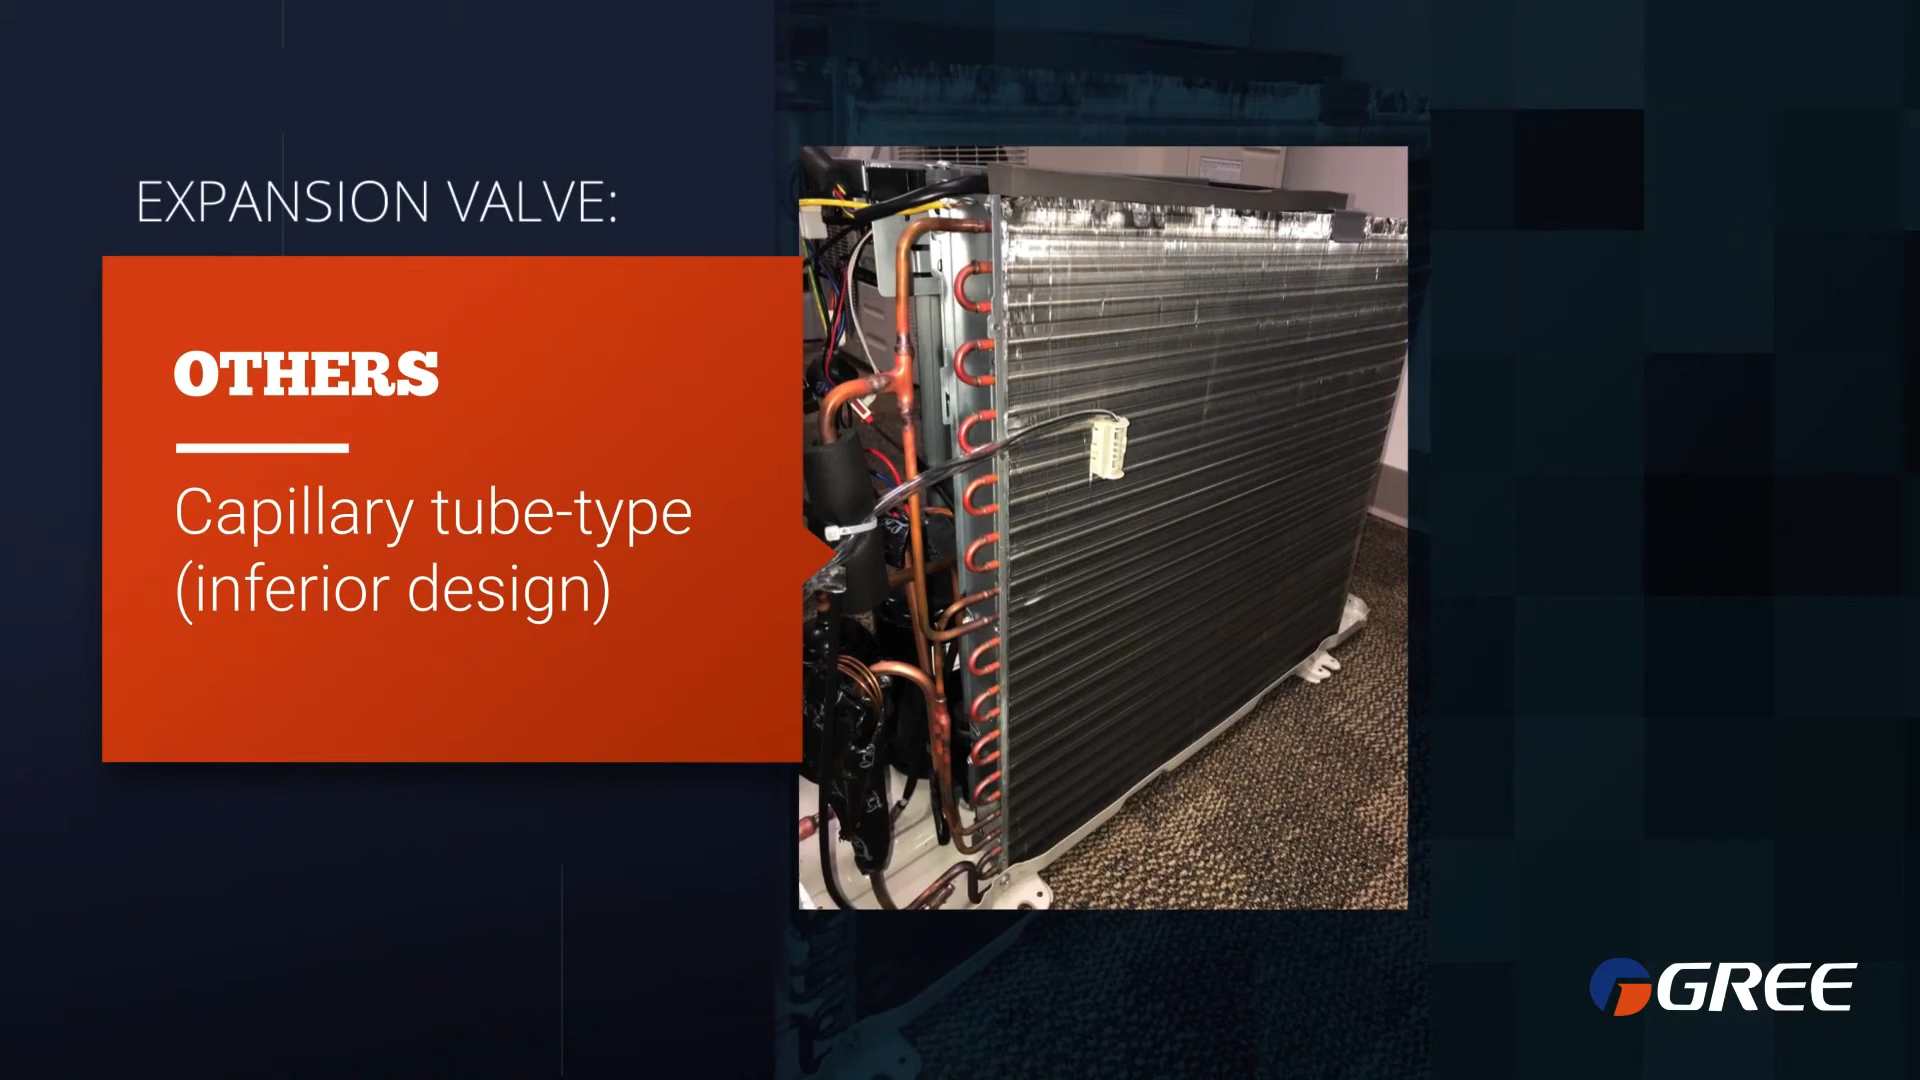 EXPANSION VALVE:
OTHERS
Capillary tube-type
(inferior design)
GREE